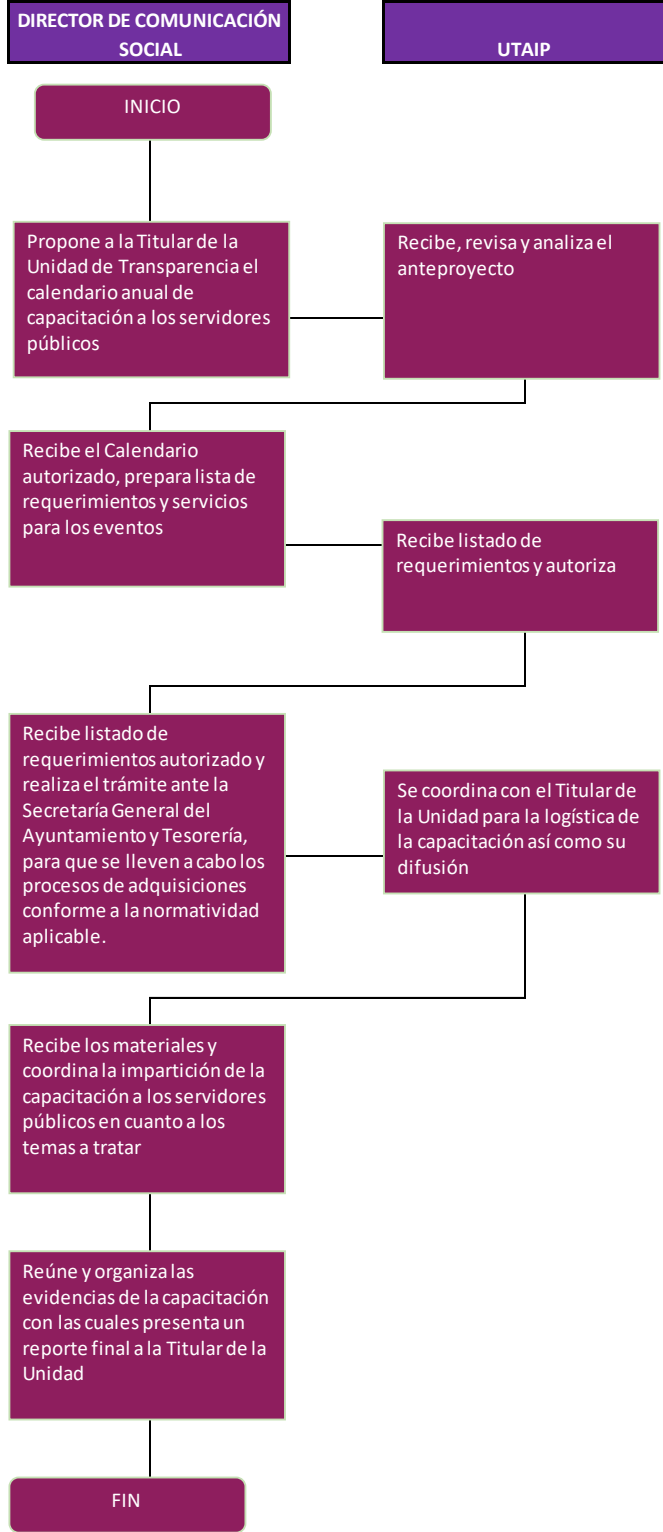 DIRECTOR DE COMUNICACIÓN
SOCIAL
UTAIP
INICIO
Propone a la Titular de la
Unidad de Transparencia el
calendario anual de
capacitación a los servidores
públicos
Recibe, revisa y analiza el
anteproyecto
Recibe el Calendario
autorizado, prepara lista de
requerimientos y servicios
para los eventos
Recibe listado de
requerimientos y autoriza
Recibe listado de
requerimientos autorizado y
realiza el trámite ante la
Secretaría General del
Ayuntamiento y Tesorería,
para que se lleven a cabo los
procesos de adquisiciones
conforme a la normatividad
aplicable.
Se coordina con el Titular de
la Unidad para la logística de
la capacitación así como su
difusión
Recibe los materiales y
coordina la impartición de la
capacitación a los servidores
públicos en cuanto a los
temas a tratar
Reúne y organiza las
evidencias de la capacitación
con las cuales presenta un
reporte final a la Titular de la
Unidad
FIN